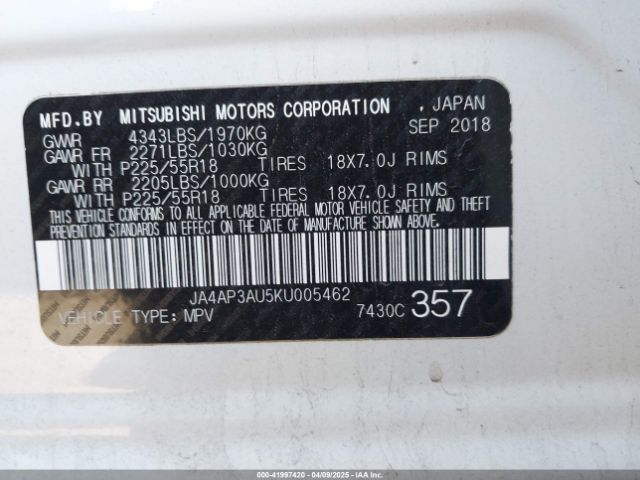 MFD.BY MITSUBISHI MOTORS CORPORATION , JAPAN
GVWR 4343LBS/1970KG SEP 2018
GAWR FR 2271LBS/1030KG
WITH P225/55R18 TIRES 18X7.0J RIMS
GAWR RR 2205LBS/1000KG
WITH P225/55R18 TIRES 18X7.0J RIMS
THIS VEHICLE CONFORMS TO ALL APPLICABLE FEDERAL MOTOR VEHICLE SAFETY AND THEFT
PREVENTION STANDARDS IN EFFECT ON THE DATE OF MANUFACTURE SHOWN ABOVE.
JA4AP3AU5KU005462
VEHICLE TYPE: MPV 7430C 357
000-41997420 - 04/09/2025 - IAAI.COM